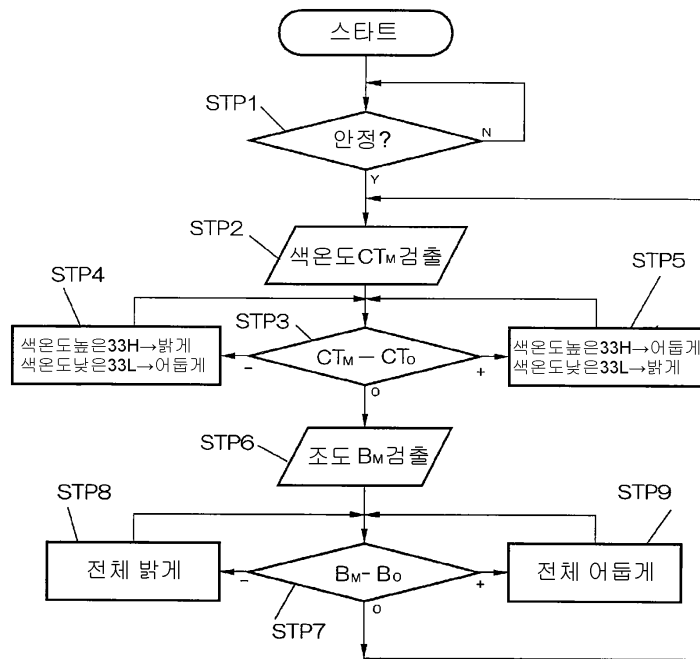 스타트
STP1
안정?
N
Y
STP2
색온도CTM검출
STP4
STP5
STP3
색온도높은33H→밝게
색온도낮은33L→어둡게
CTM－CTO
색온도높은33H→어둡게
색온도낮은33L→밝게
−
+
0
STP6
조도 BM검출
STP8
STP9
전체 밝게
BM-BO
전체 어둡게
−
+
0
STP7